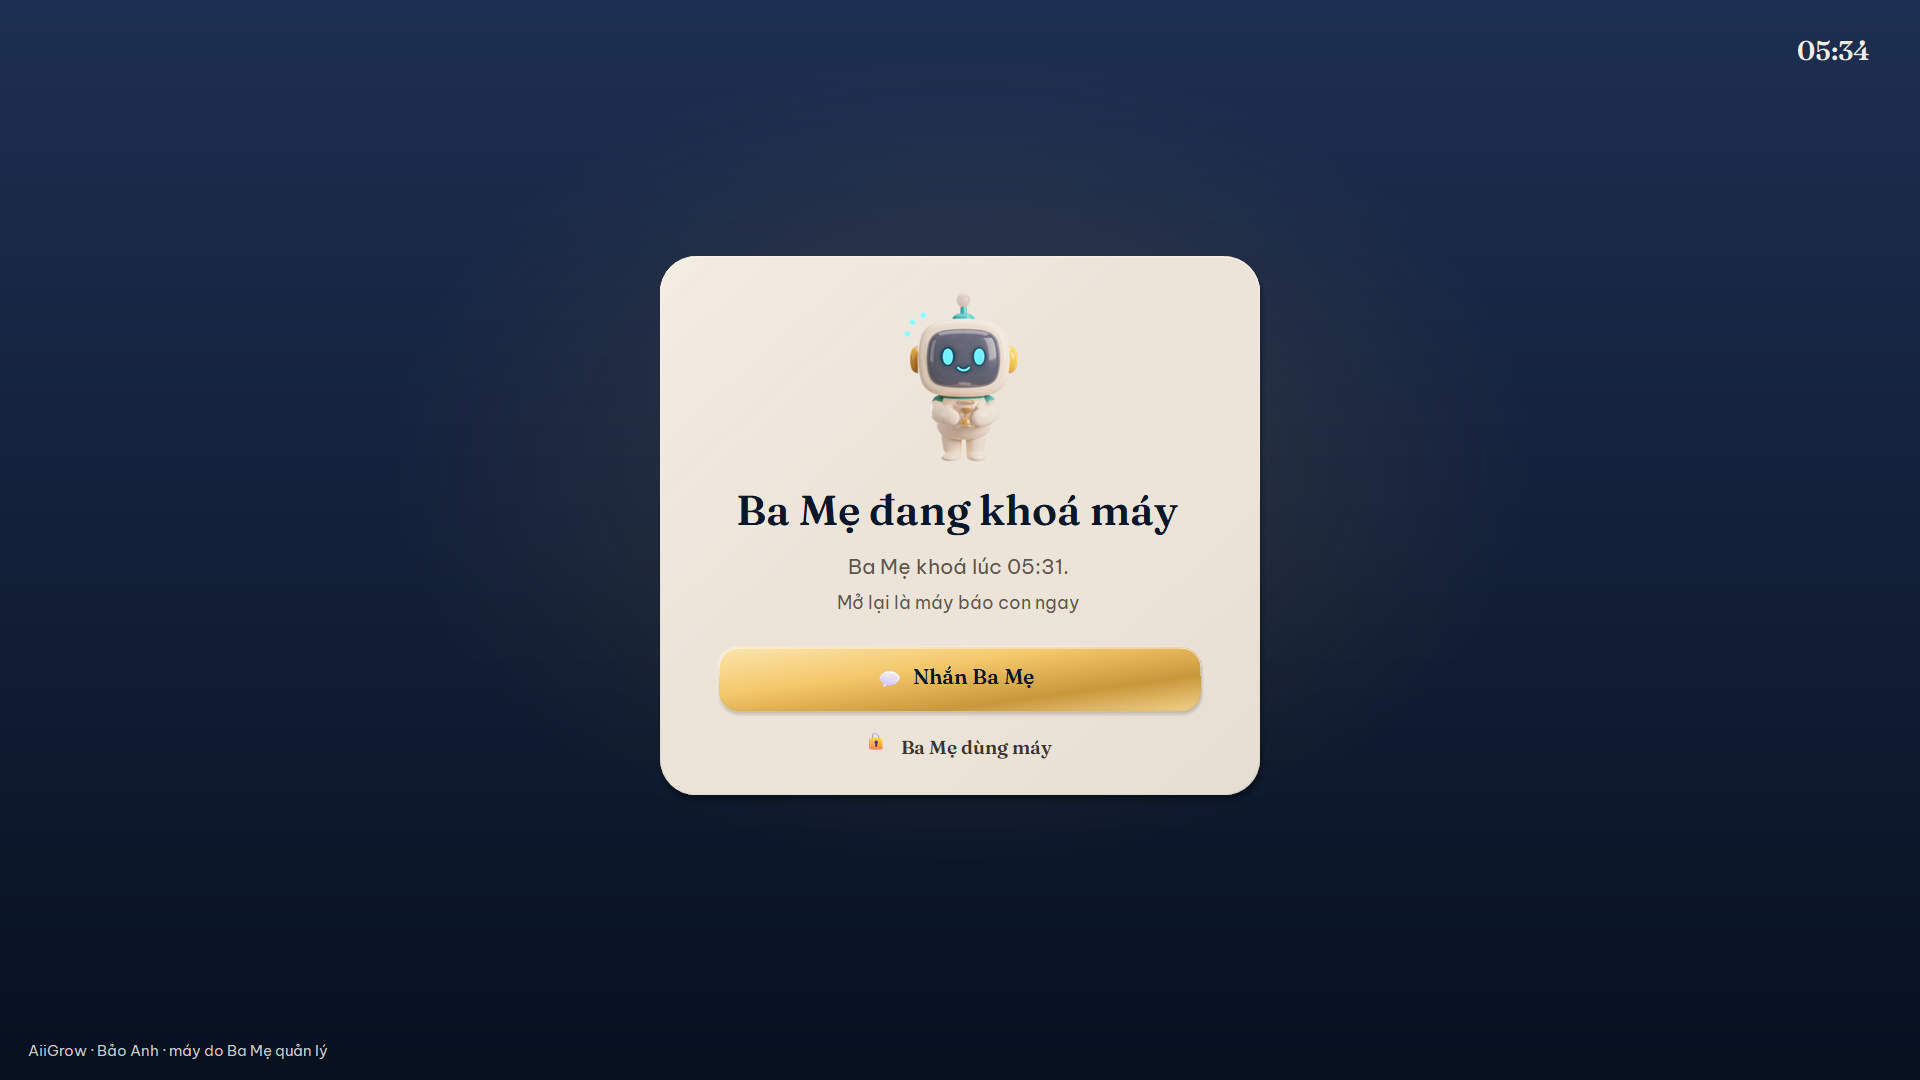 05:34
Ba Mẹ đang khoá máy
Ba Mẹ khoá lúc 05:31.
Mở lại là máy báo con ngay
Nhắn Ba Mẹ
Ba Mẹ dùng máy
AiiGrow · Bảo Anh · máy do Ba Mẹ quản lý